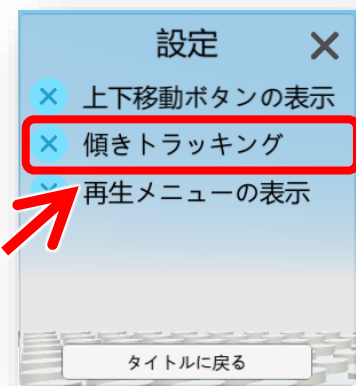 設定
上下移動ボタンの表示
傾きトラッキング
再生メニューの表示
タイトルに戻る